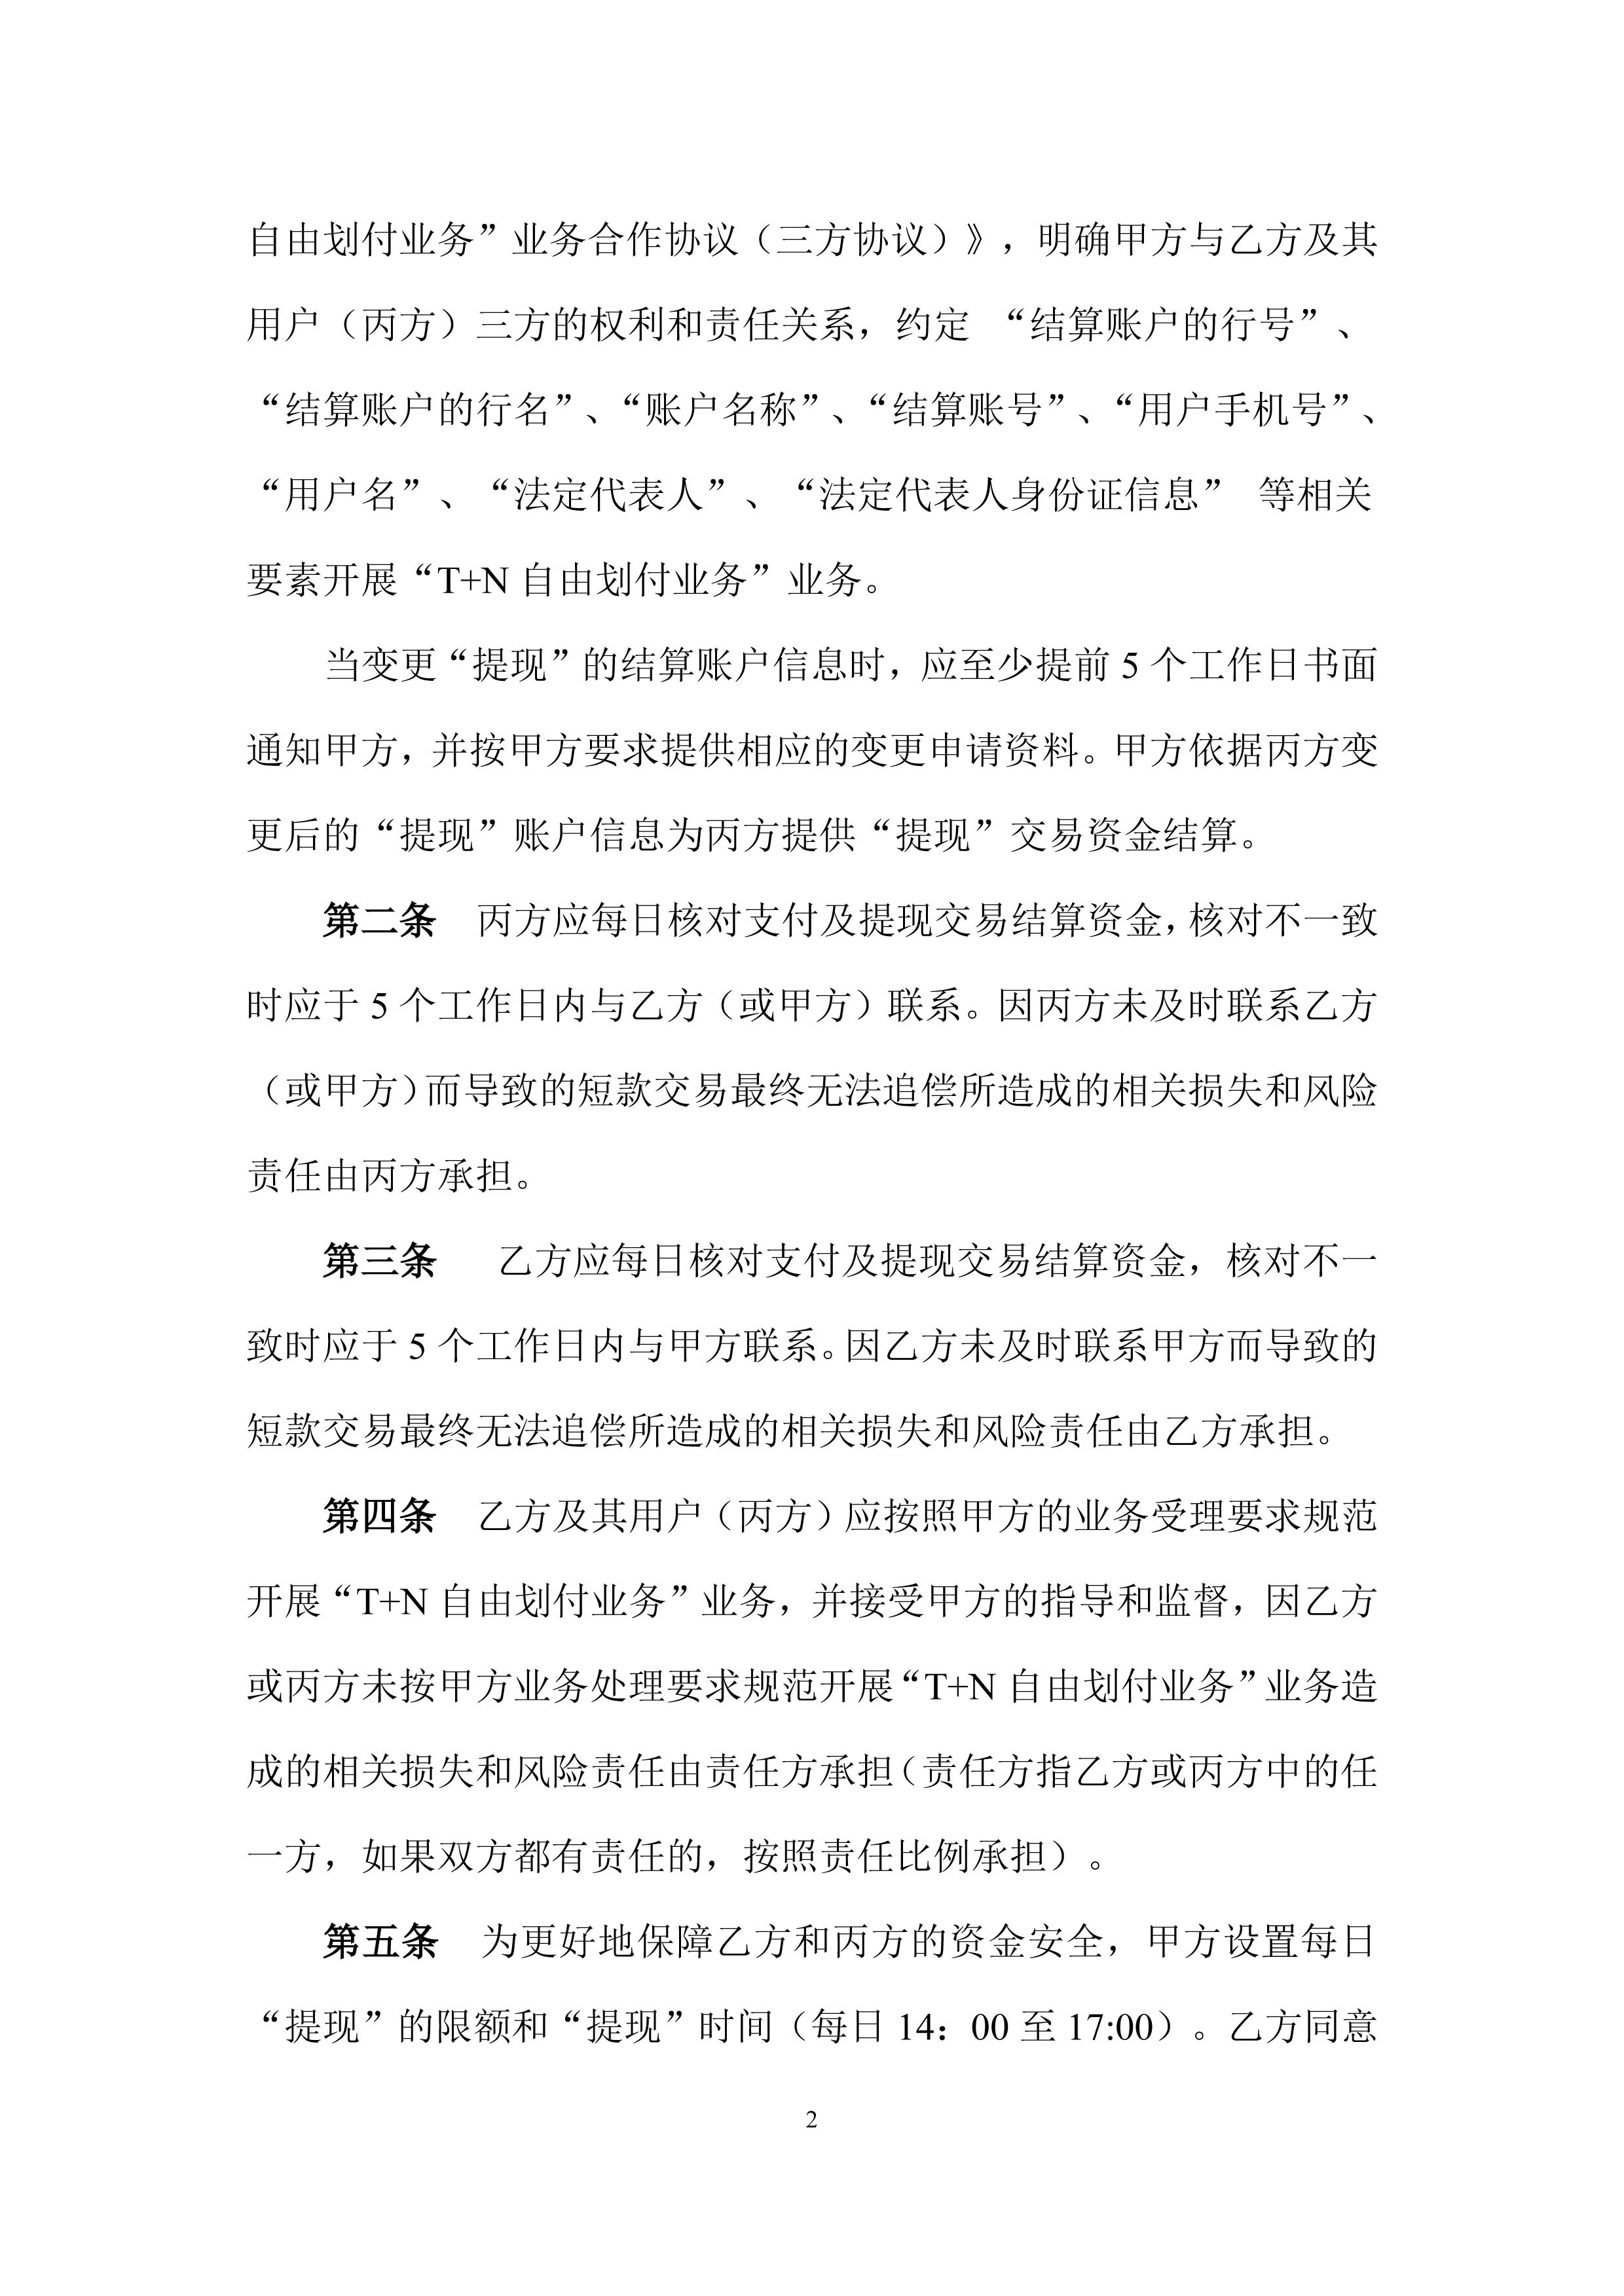 自由划付业务”业务合作协议（三方协议）》，明确甲方与乙方及其
用户（丙方）三方的权利和责任关系，约定 “结算账户的行号”、
“结算账户的行名”、“账户名称”、“结算账号”、“用户手机号”、
“用户名”、“法定代表人”、“法定代表人身份证信息” 等相关
要素开展“T+N 自由划付业务”业务。
当变更“提现”的结算账户信息时，应至少提前 5 个工作日书面
通知甲方，并按甲方要求提供相应的变更申请资料。甲方依据丙方变
更后的“提现”账户信息为丙方提供“提现”交易资金结算。
第二条 丙方应每日核对支付及提现交易结算资金，核对不一致
时应于 5 个工作日内与乙方（或甲方）联系。因丙方未及时联系乙方
（或甲方）而导致的短款交易最终无法追偿所造成的相关损失和风险
责任由丙方承担。
第三条 乙方应每日核对支付及提现交易结算资金，核对不一
致时应于 5 个工作日内与甲方联系。因乙方未及时联系甲方而导致的
短款交易最终无法追偿所造成的相关损失和风险责任由乙方承担。
第四条 乙方及其用户（丙方）应按照甲方的业务受理要求规范
开展“T+N 自由划付业务”业务，并接受甲方的指导和监督，因乙方
或丙方未按甲方业务处理要求规范开展“T+N 自由划付业务”业务造
成的相关损失和风险责任由责任方承担（责任方指乙方或丙方中的任
一方，如果双方都有责任的，按照责任比例承担）。
第五条 为更好地保障乙方和丙方的资金安全，甲方设置每日
“提现”的限额和“提现”时间（每日 14：00 至 17:00）。乙方同意
2